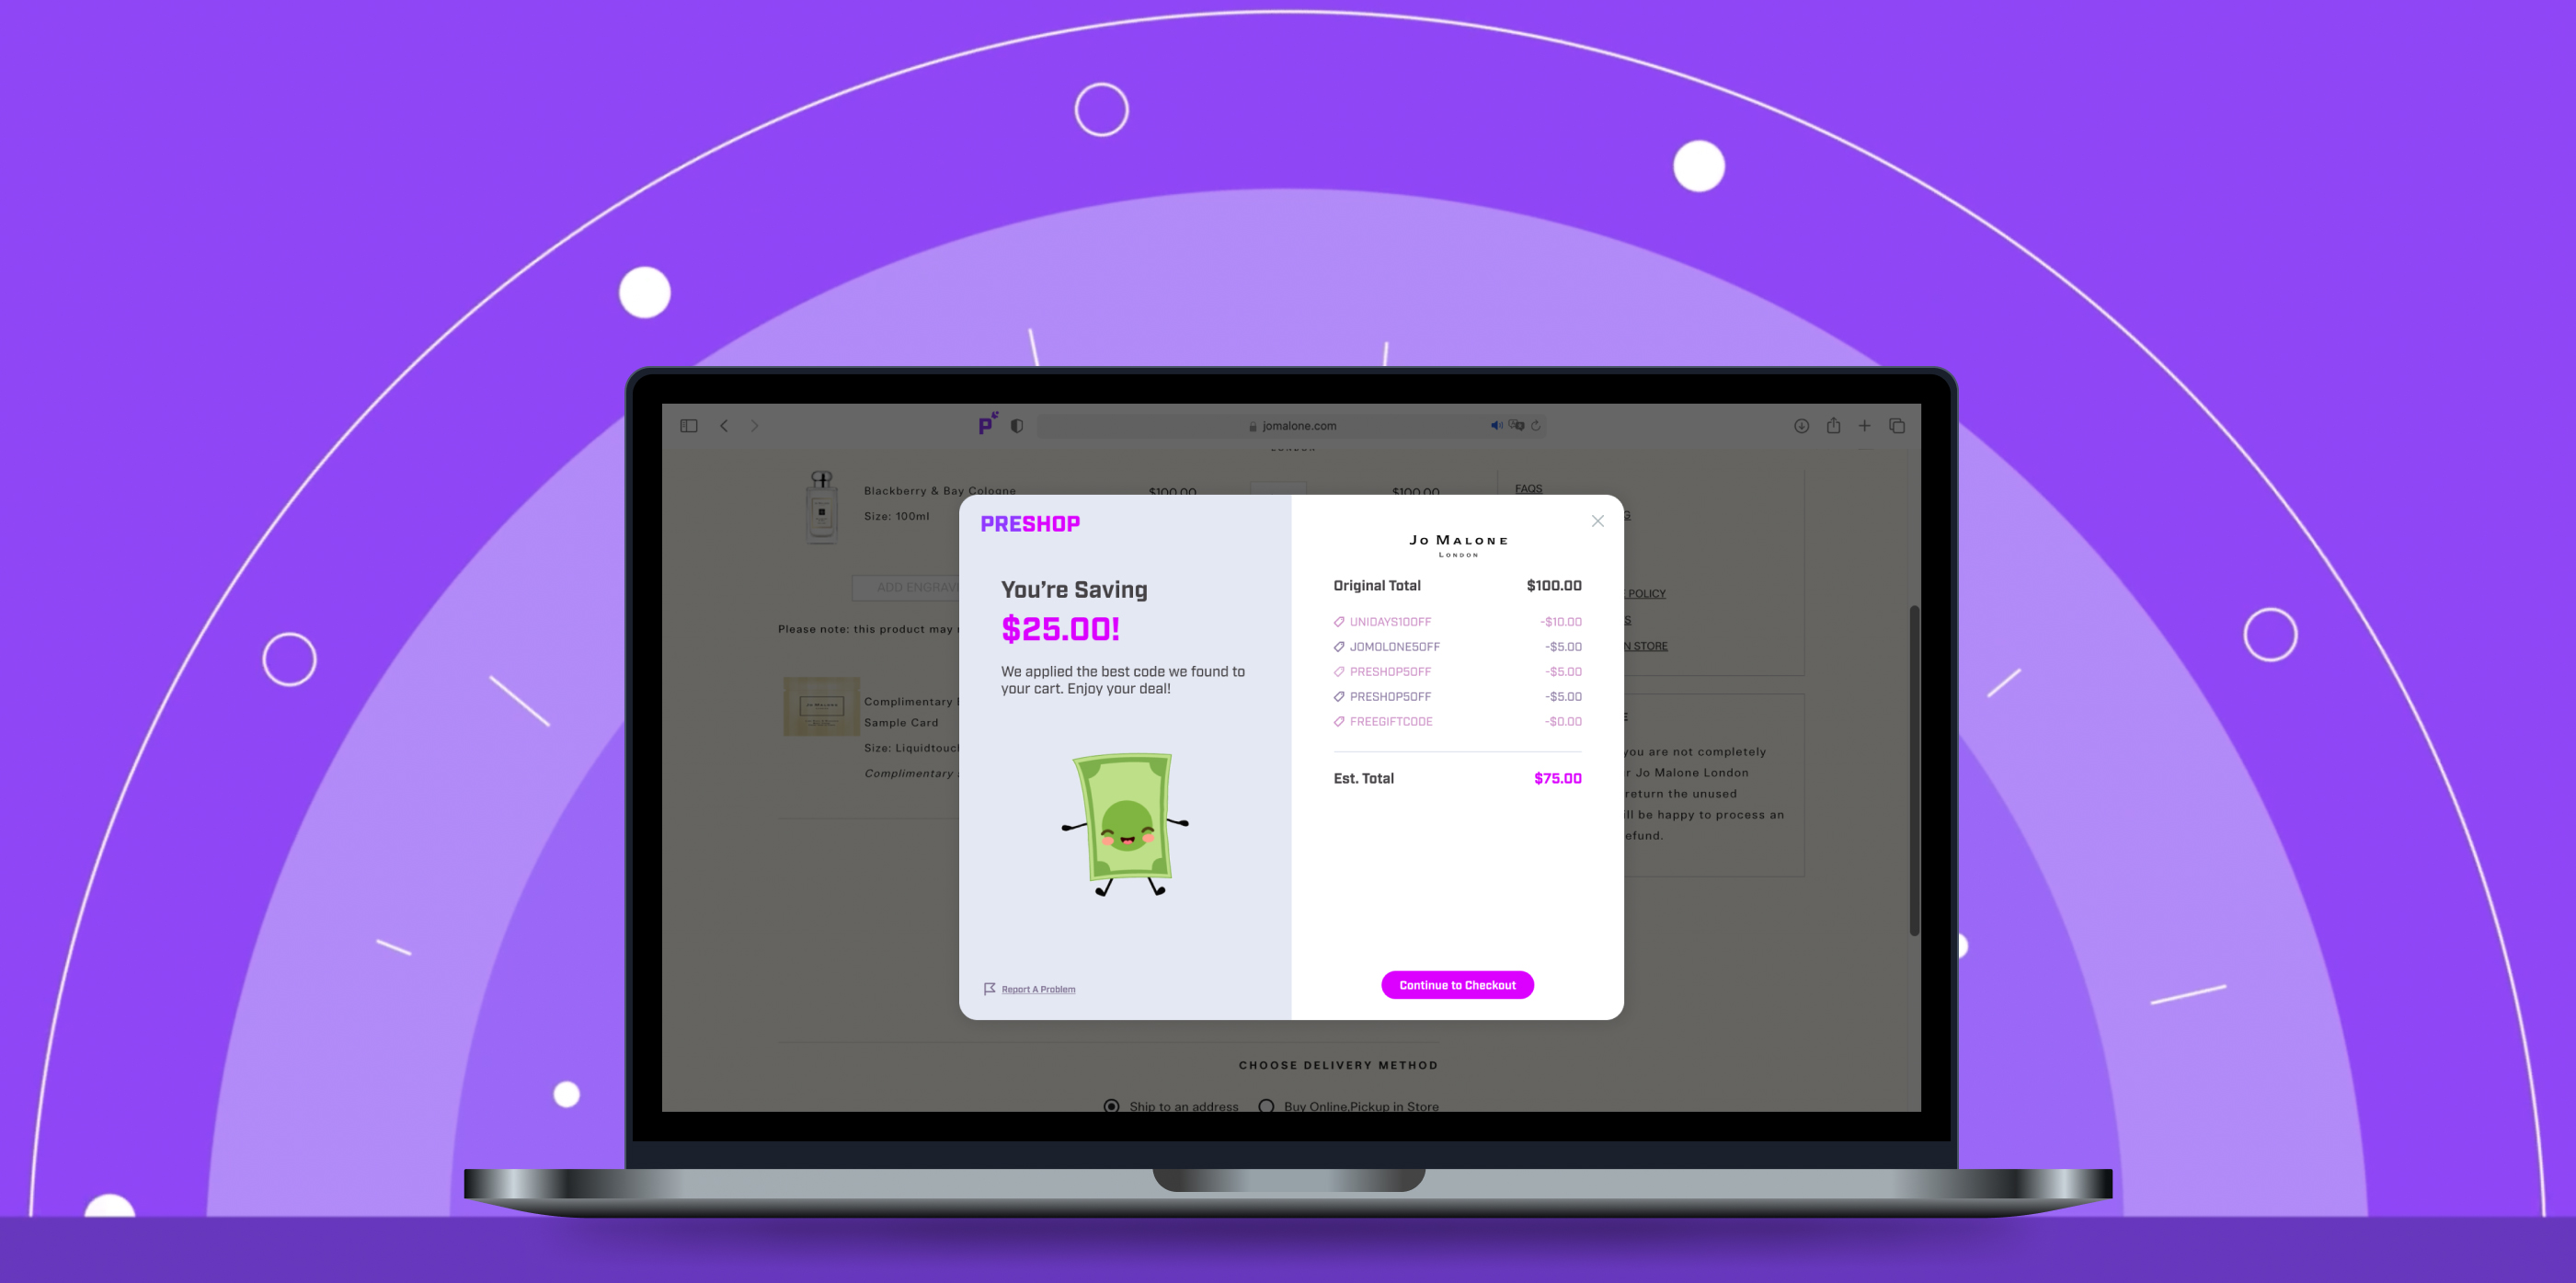 P
jomalone.com
LONDON
Blackberry & Bay Cologne
$100.00
$100.00
FAQS
Size: 100ml
ADD ENGRAVI
Please note: this product may
POLICY
N STORE
Complimentary
Sample Card
Size: Liquidtouch
Complimentary
you are not completely
r Jo Malone London
return the unused
ill be happy to process an
efund.
PRESHOP
You're Saving
$25.00!
We applied the best code we found to
your cart. Enjoy your deal!
Report A Problem
JO MALONE
LONDON
Original Total $100.00
UNIDAYS10OFF -$10.00
JOMOLONE5OFF -$5.00
PRESHOP5OFF -$5.00
PRESHOP5OFF -$5.00
FREEGIFTCODE -$0.00
Est. Total $75.00
Continue to Checkout
CHOOSE DELIVERY METHOD
Ship to an address Buy Online,Pickup in Store